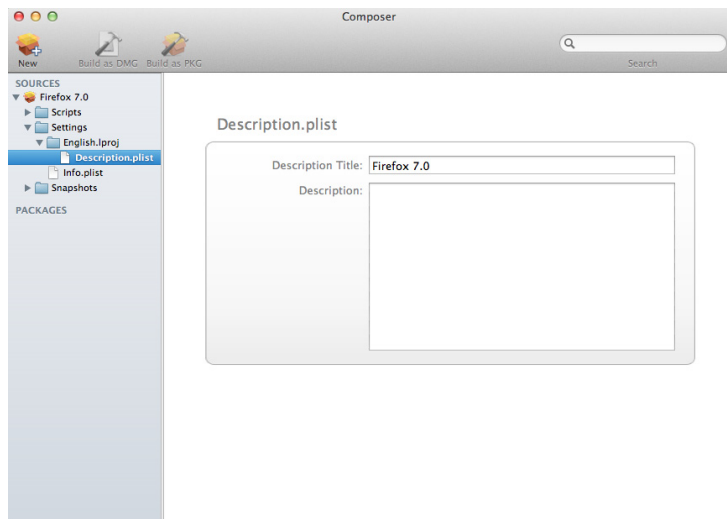 Composer
New
Build as DMG
Build as PKG
Search
SOURCES
Firefox 7.0
Scripts
Settings
English.lproj
Description.plist
Info.plist
Snapshots
PACKAGES
Description.plist
Description Title: Firefox 7.0
Description: